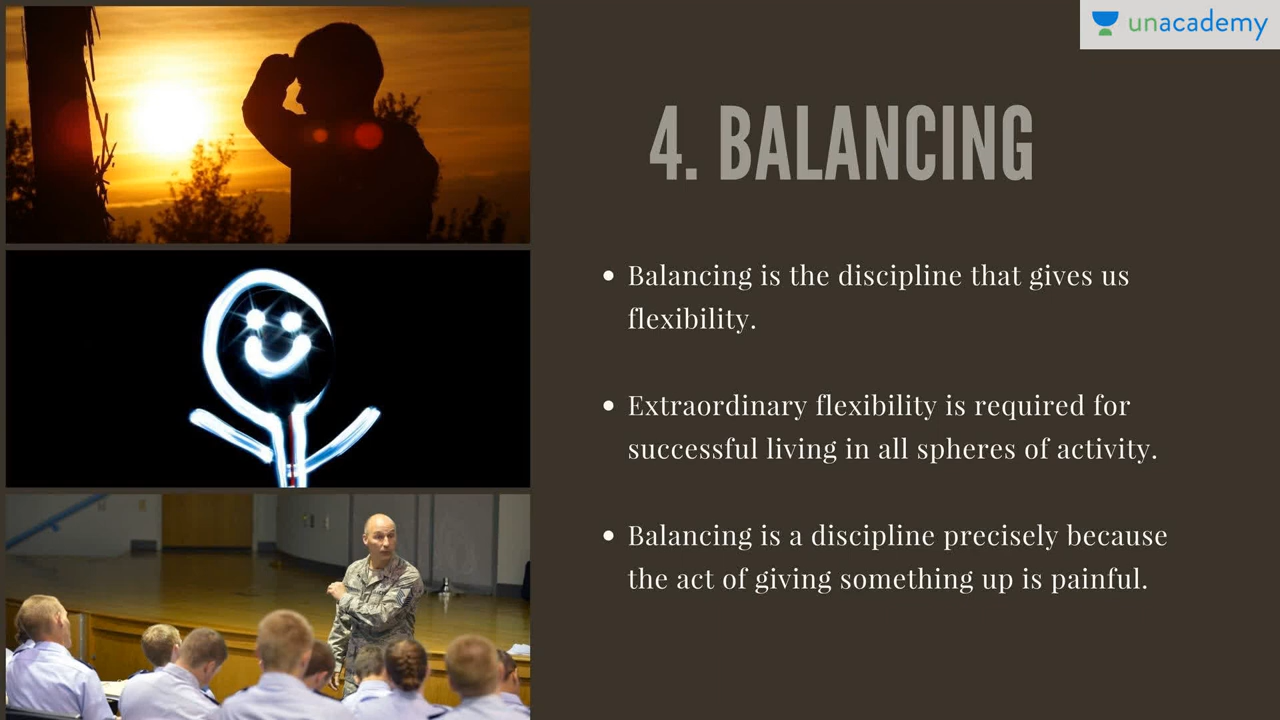 unacademy
4. BALANCING
• Balancing is the discipline that gives us
flexibility.
• Extraordinary flexibility is required for
successful living in all spheres of activity.
• Balancing is a discipline precisely because
the act of giving something up is painful.